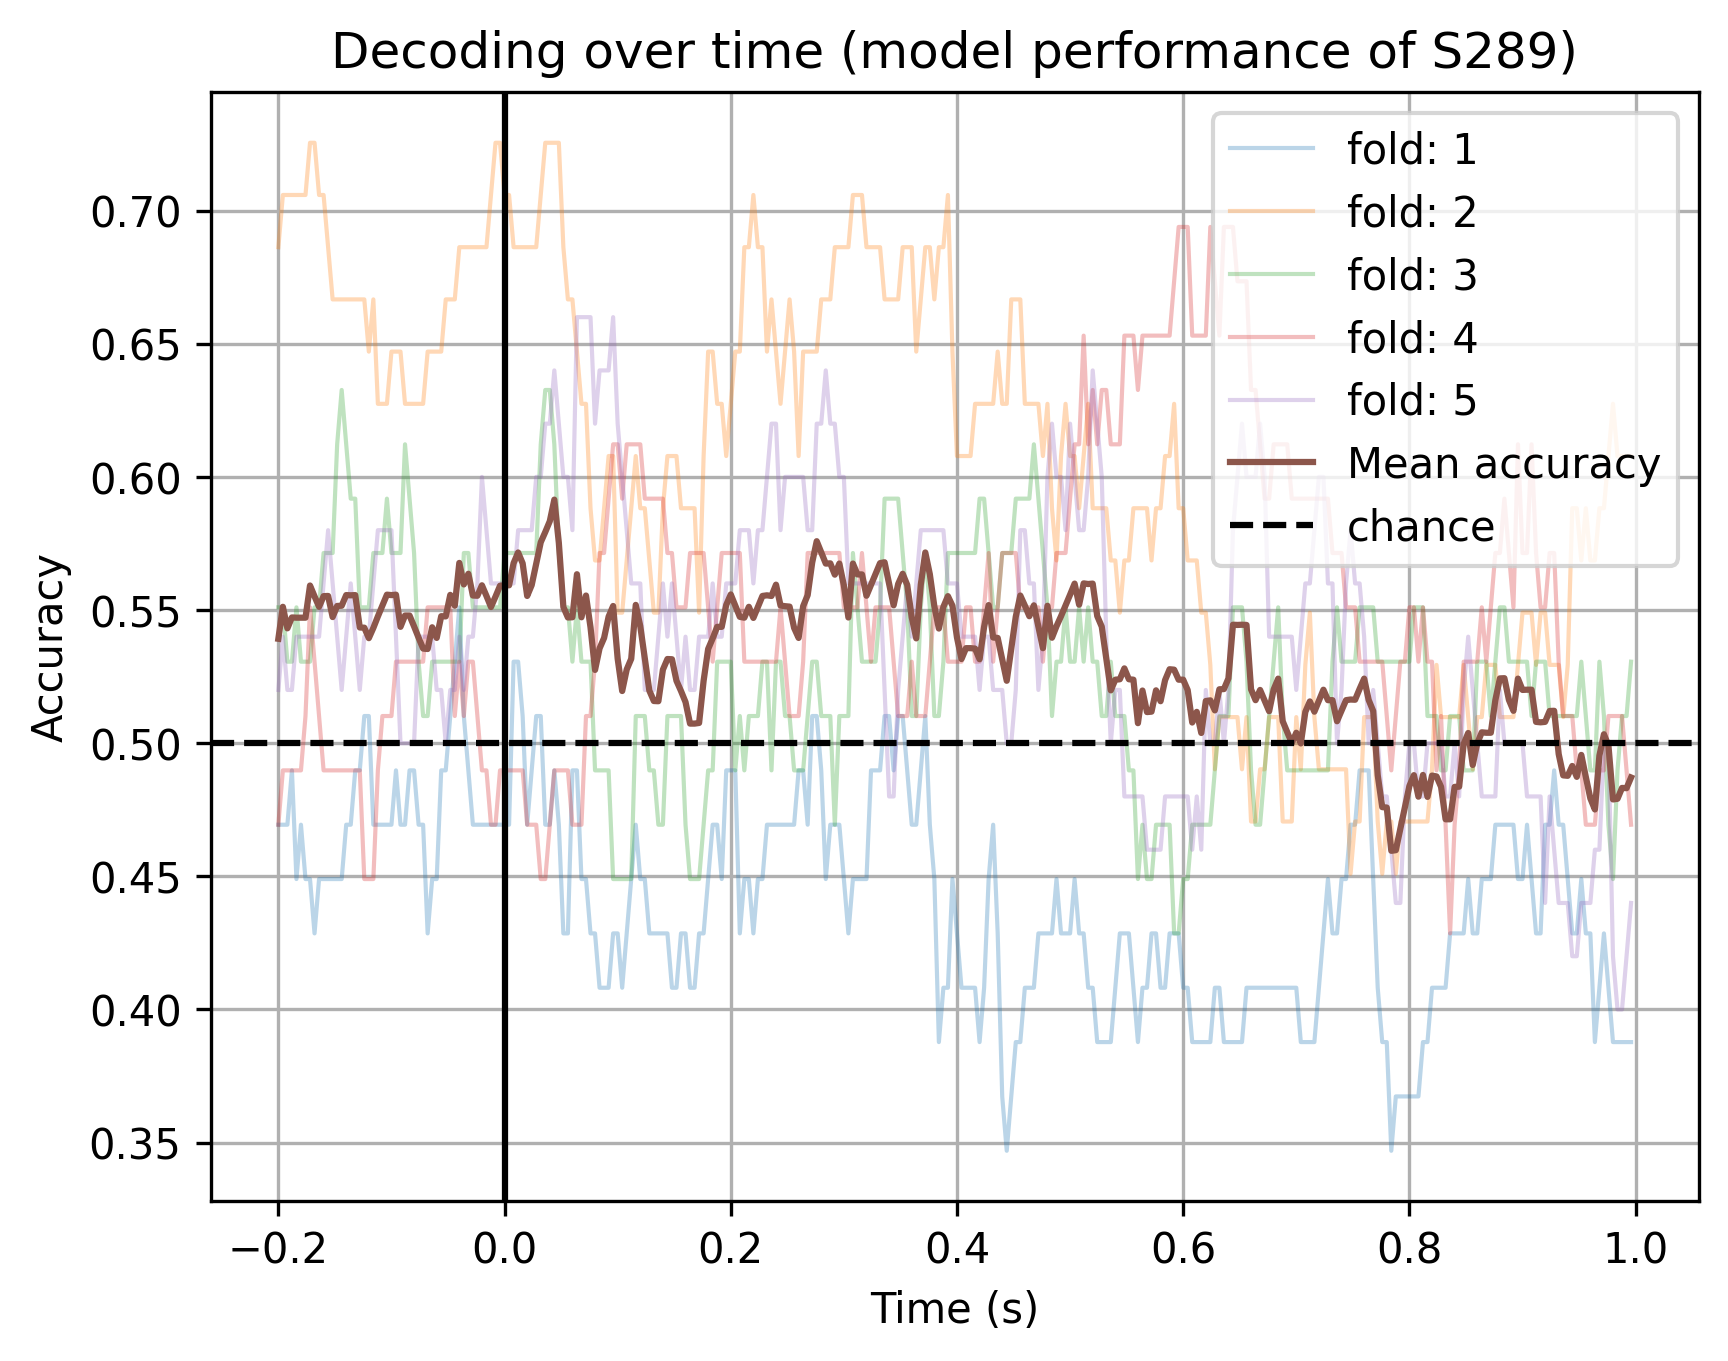 Decoding over time (model performance of S289)
fold: 1
fold: 2
fold: 3
fold: 4
fold: 5
Mean accuracy
chance
Accuracy
0.70
0.65
0.60
0.55
0.50
0.45
0.40
0.35
−0.2 0.0 0.2 0.4 0.6 0.8 1.0
Time (s)